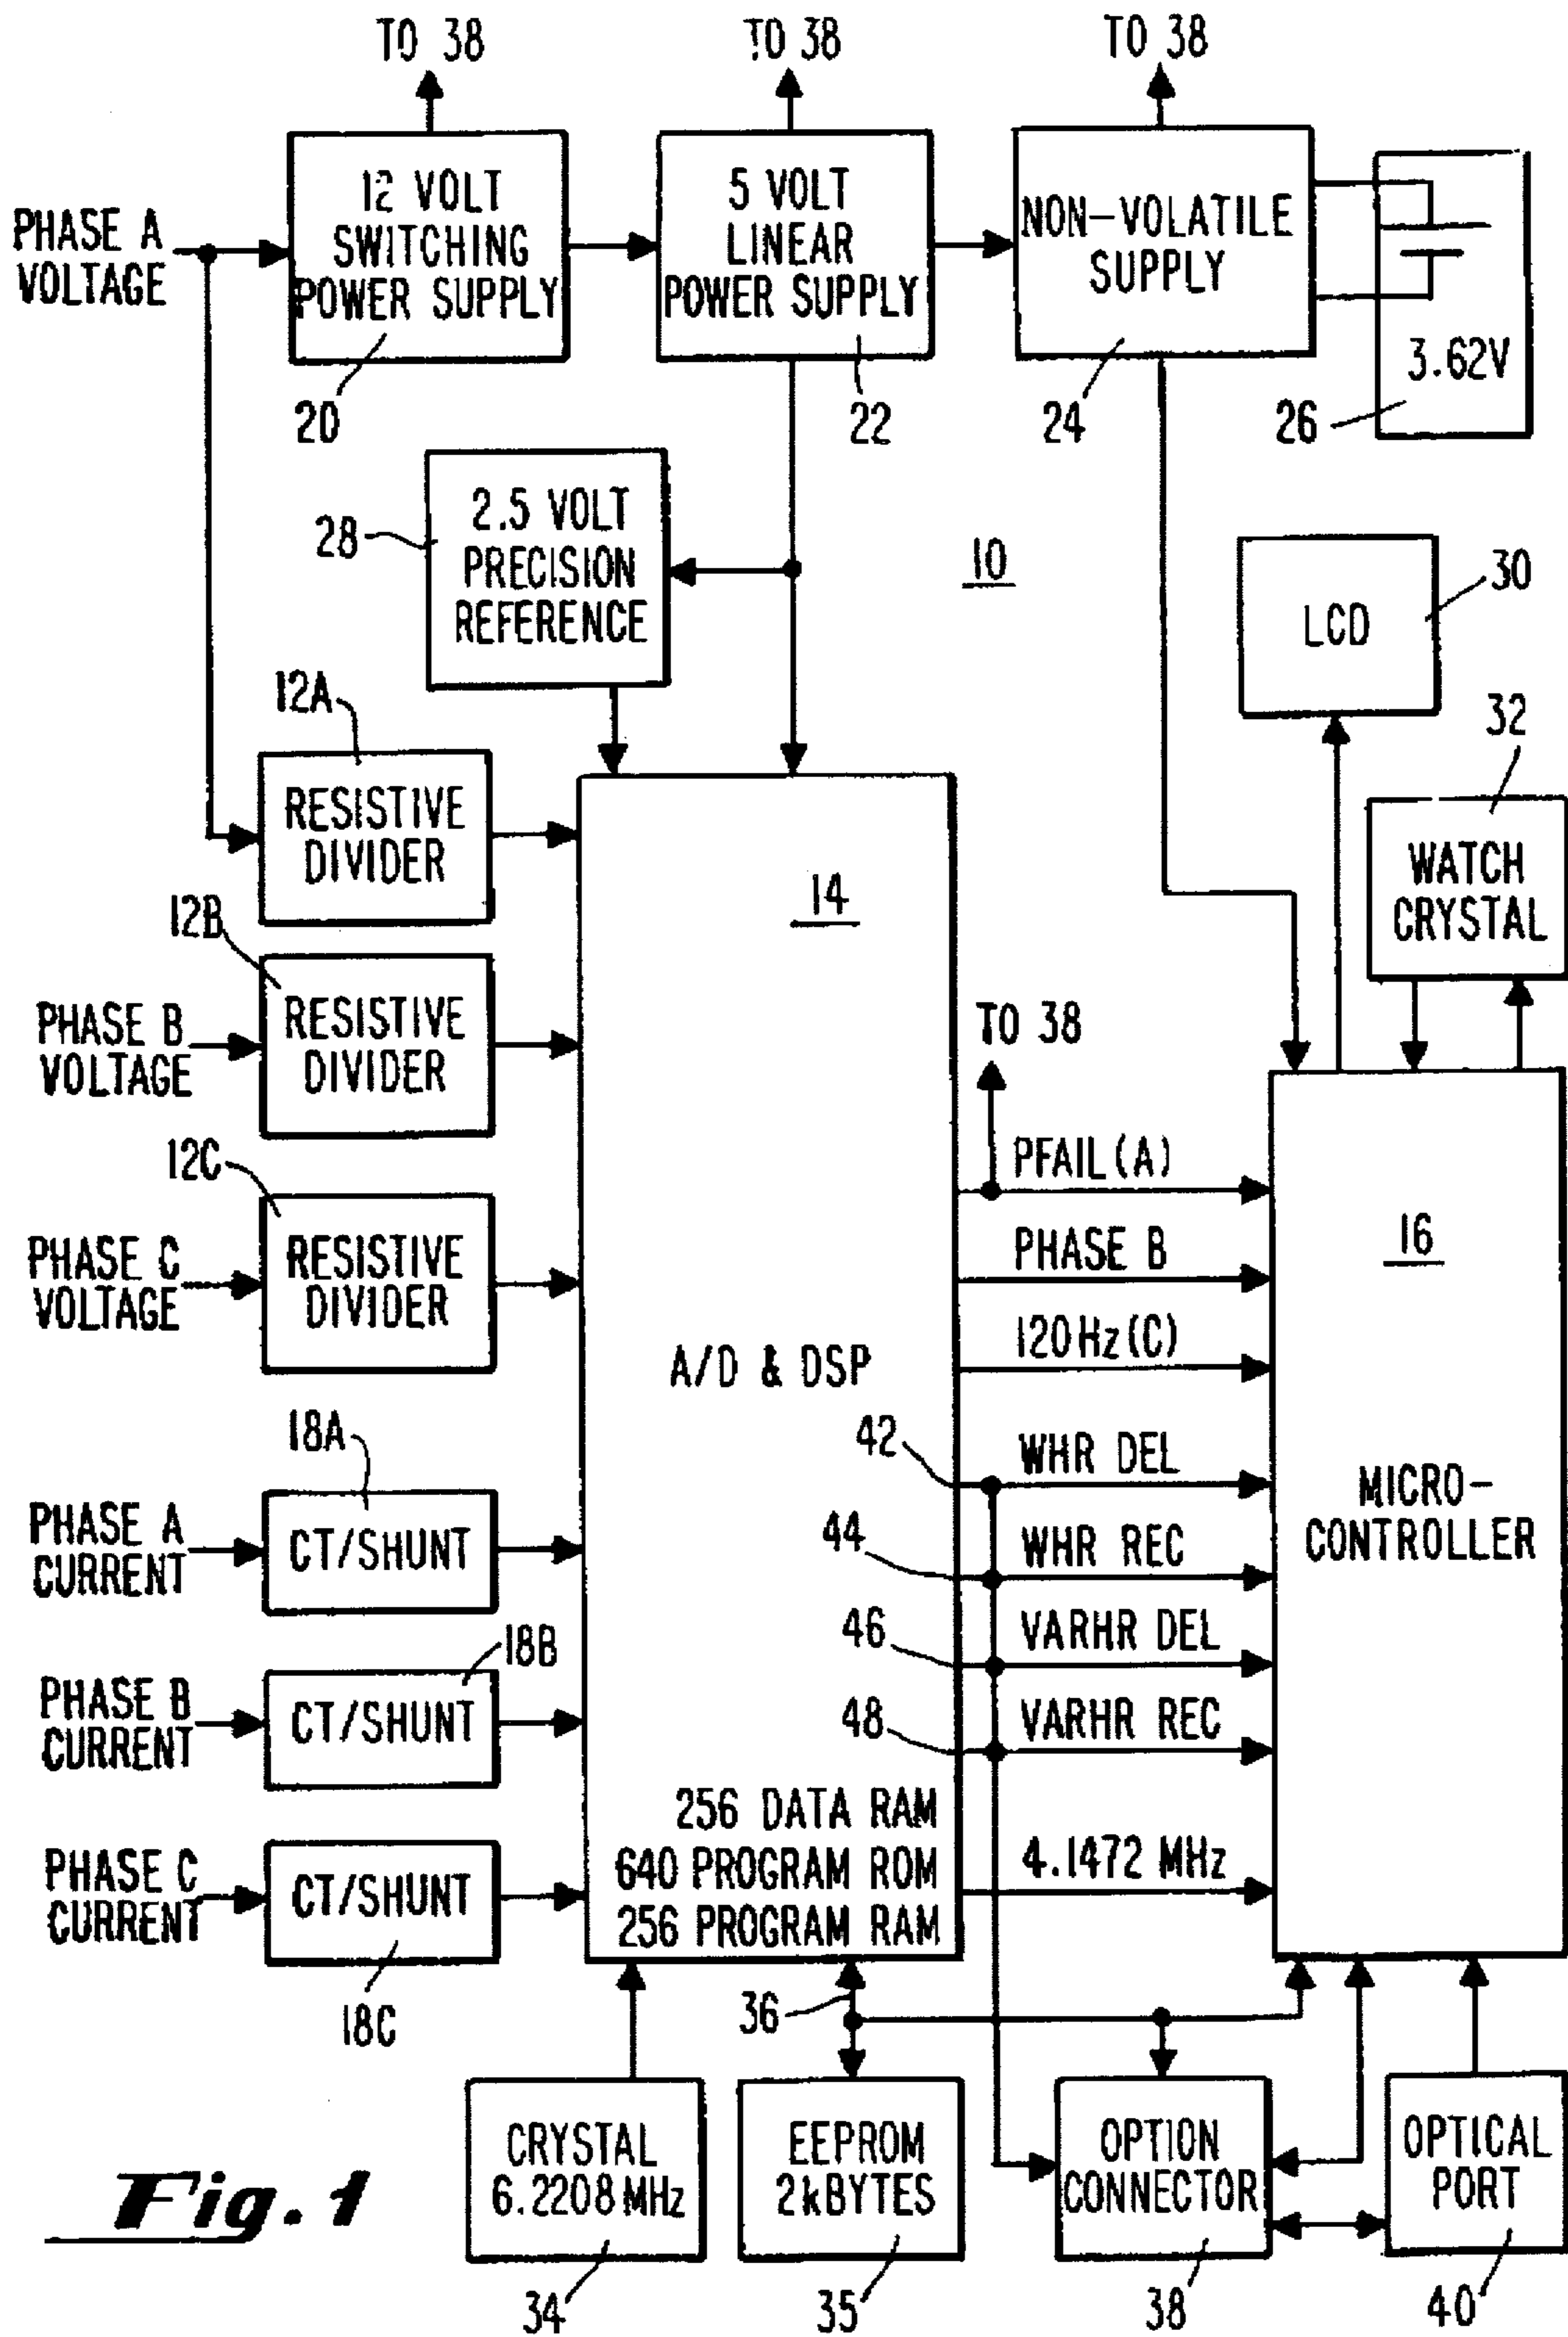 TO 38
TO 38
TO 38
PHASE A
VOLTAGE
12 VOLT
SWITCHING
POWER SUPPLY
5 VOLT
LINEAR
POWER SUPPLY
NON-VOLATILE
SUPPLY
3.62V
20
22
24
26
28
2.5 VOLT
PRECISION
REFERENCE
10
LCD
30
32
WATCH
CRYSTAL
12A
RESISTIVE
DIVIDER
12B
PHASE B
VOLTAGE
RESISTIVE
DIVIDER
12C
PHASE C
VOLTAGE
RESISTIVE
DIVIDER
14
A/D & DSP
TO 38
PFAIL(A)
PHASE B
120Hz(C)
42
WHR DEL
44
WHR REC
46
VARHR DEL
48
VARHR REC
4.1472 MHz
16
MICRO-
CONTROLLER
18A
PHASE A
CURRENT
CT/SHUNT
18B
PHASE B
CURRENT
CT/SHUNT
PHASE C
CURRENT
CT/SHUNT
18C
256 DATA RAM
640 PROGRAM ROM
256 PROGRAM RAM
36
CRYSTAL
6.2208 MHz
EEPROM
2kBYTES
OPTION
CONNECTOR
OPTICAL
PORT
34
35
38
40
Fig. 1